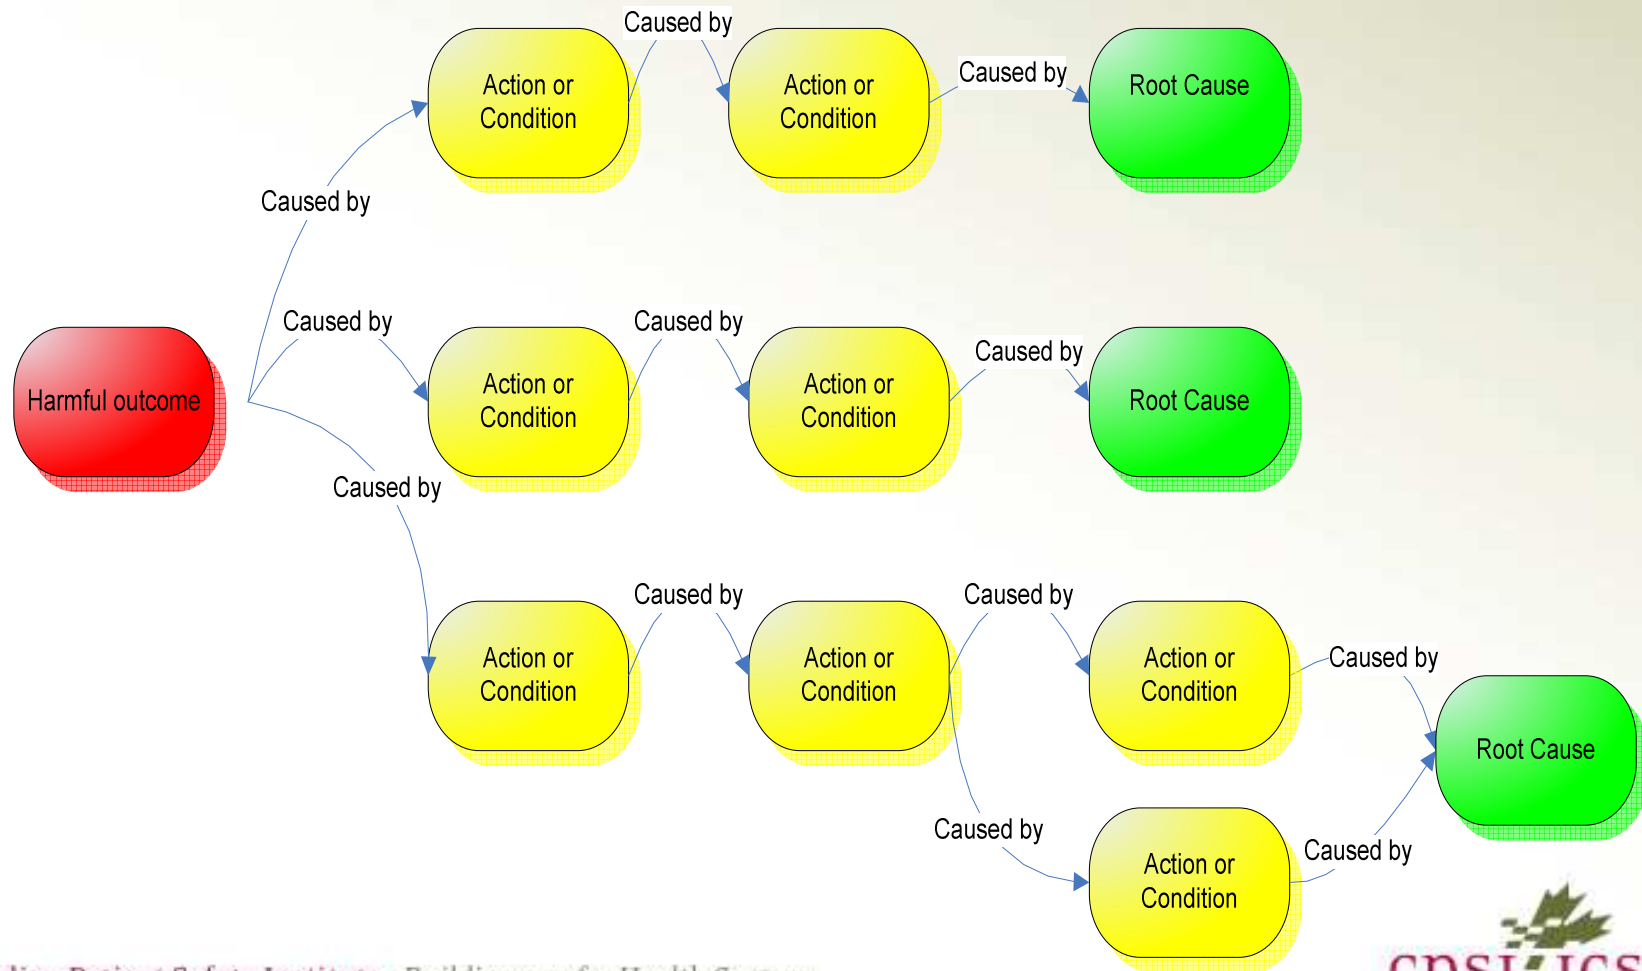 Caused by
Action or
Condition
Action or
Condition
Caused by
Root Cause
Caused by
Harmful outcome
Caused by
Action or
Condition
Caused by
Action or
Condition
Caused by
Root Cause
Caused by
Action or
Condition
Caused by
Action or
Condition
Caused by
Action or
Condition
Caused by
Root Cause
Caused by
Action or
Condition
Caused by